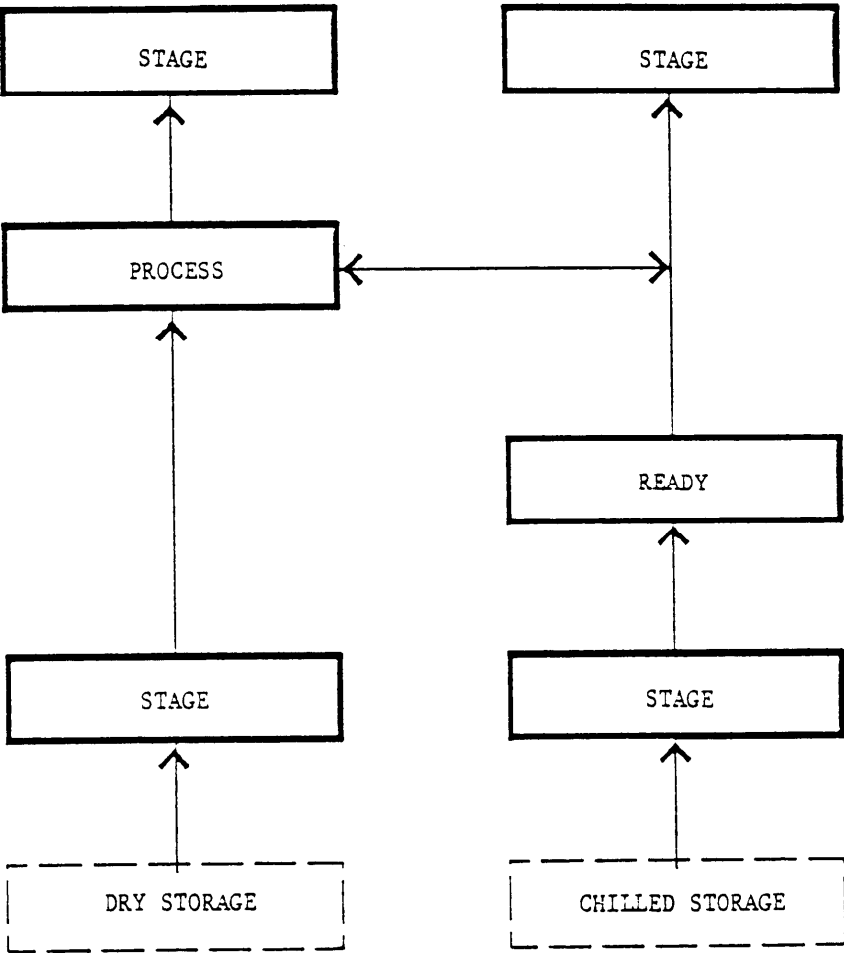 STAGE
STAGE
PROCESS
READY
STAGE
STAGE
DRY STORAGE
CHILLED STORAGE